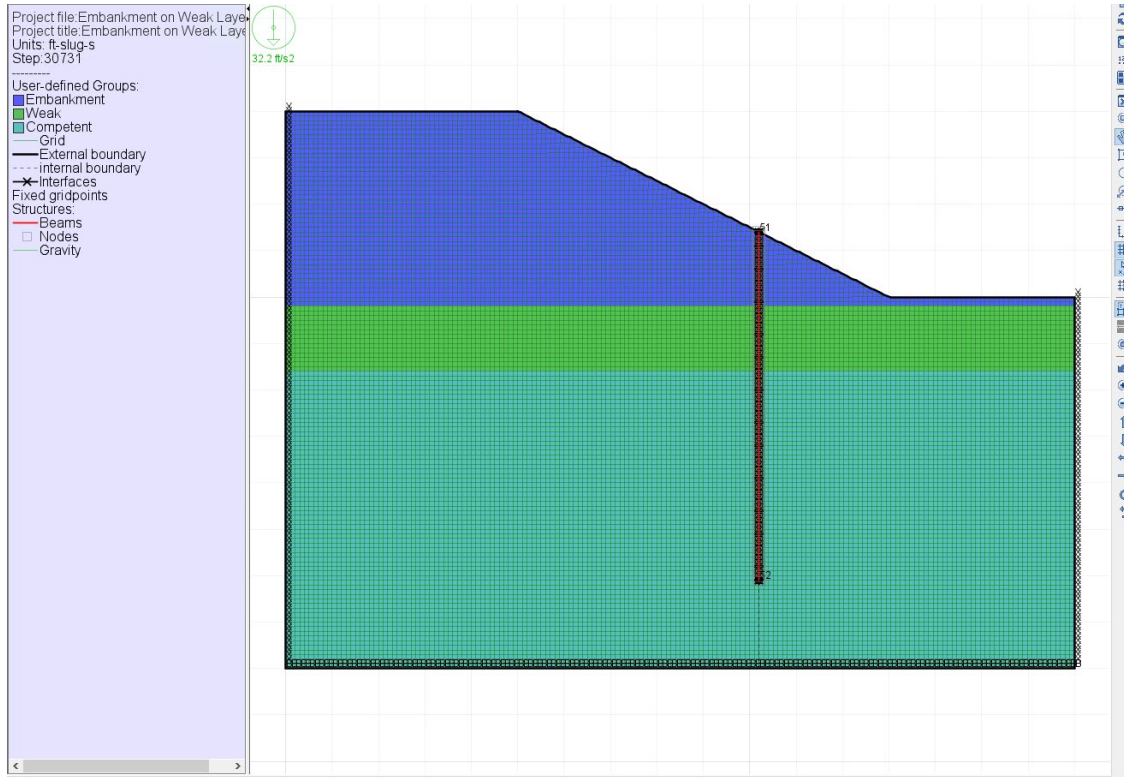 Project file:Embankment on Weak Laye
Project title:Embankment on Weak Laye
Units: ft-slug-s
Step:30731
---------
User-defined Groups:
Embankment
Weak
Competent
Grid
External boundary
internal boundary
Interfaces
Fixed gridpoints
Structures:
Beams
Nodes
Gravity
32.2 ft/s2